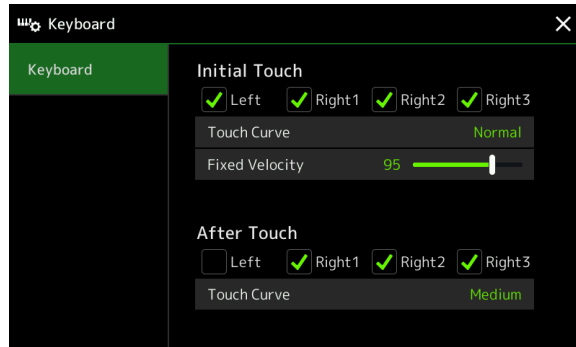 Keyboard
Keyboard
Initial Touch
Left Right1 Right2 Right3
Touch Curve Normal
Fixed Velocity 95
After Touch
Left Right1 Right2 Right3
Touch Curve Medium